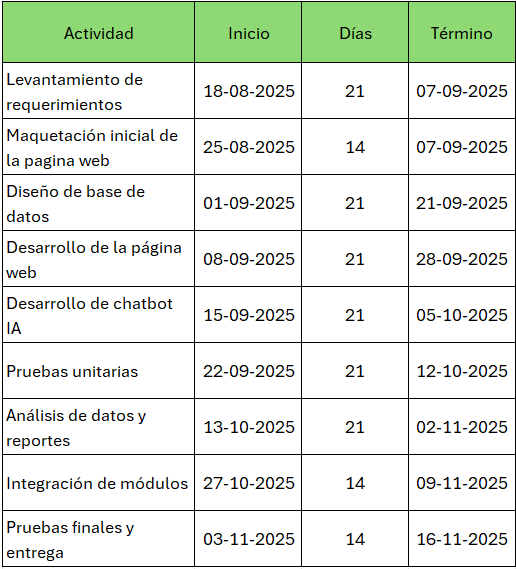 Actividad Inicio Días Término
Levantamiento de
requerimientos 18-08-2025 21 07-09-2025
Maquetación inicial de
la pagina web 25-08-2025 14 07-09-2025
Diseño de base de
datos 01-09-2025 21 21-09-2025
Desarrollo de la página
web 08-09-2025 21 28-09-2025
Desarrollo de chatbot
IA 15-09-2025 21 05-10-2025
Pruebas unitarias 22-09-2025 21 12-10-2025
Análisis de datos y
reportes 13-10-2025 21 02-11-2025
Integración de módulos 27-10-2025 14 09-11-2025
Pruebas finales y
entrega 03-11-2025 14 16-11-2025